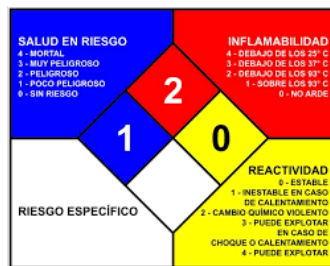 SALUD EN RIESGO
4 - MORTAL
3 - MUY PELIGROSO
2 - PELIGROSO
1 - POCO PELIGROSO
0 - SIN RIESGO
INFLAMABILIDAD
4 - DEBAJO DE LOS 25° C
3 - DEBAJO DE LOS 37° C
2 - DEBAJO DE LOS 93° C
1 - SOBRE LOS 93° C
0 - NO ARDE
2
1
0
RIESGO ESPECÍFICO
REACTIVIDAD
0 - ESTABLE
1 - INESTABLE EN CASO
DE CALENTAMIENTO
2 - CAMBIO QUÍMICO VIOLENTO
3 - PUEDE EXPLOTAR
EN CASO DE
CHOQUE O CALENTAMIENTO
4 - PUEDE EXPLOTAR